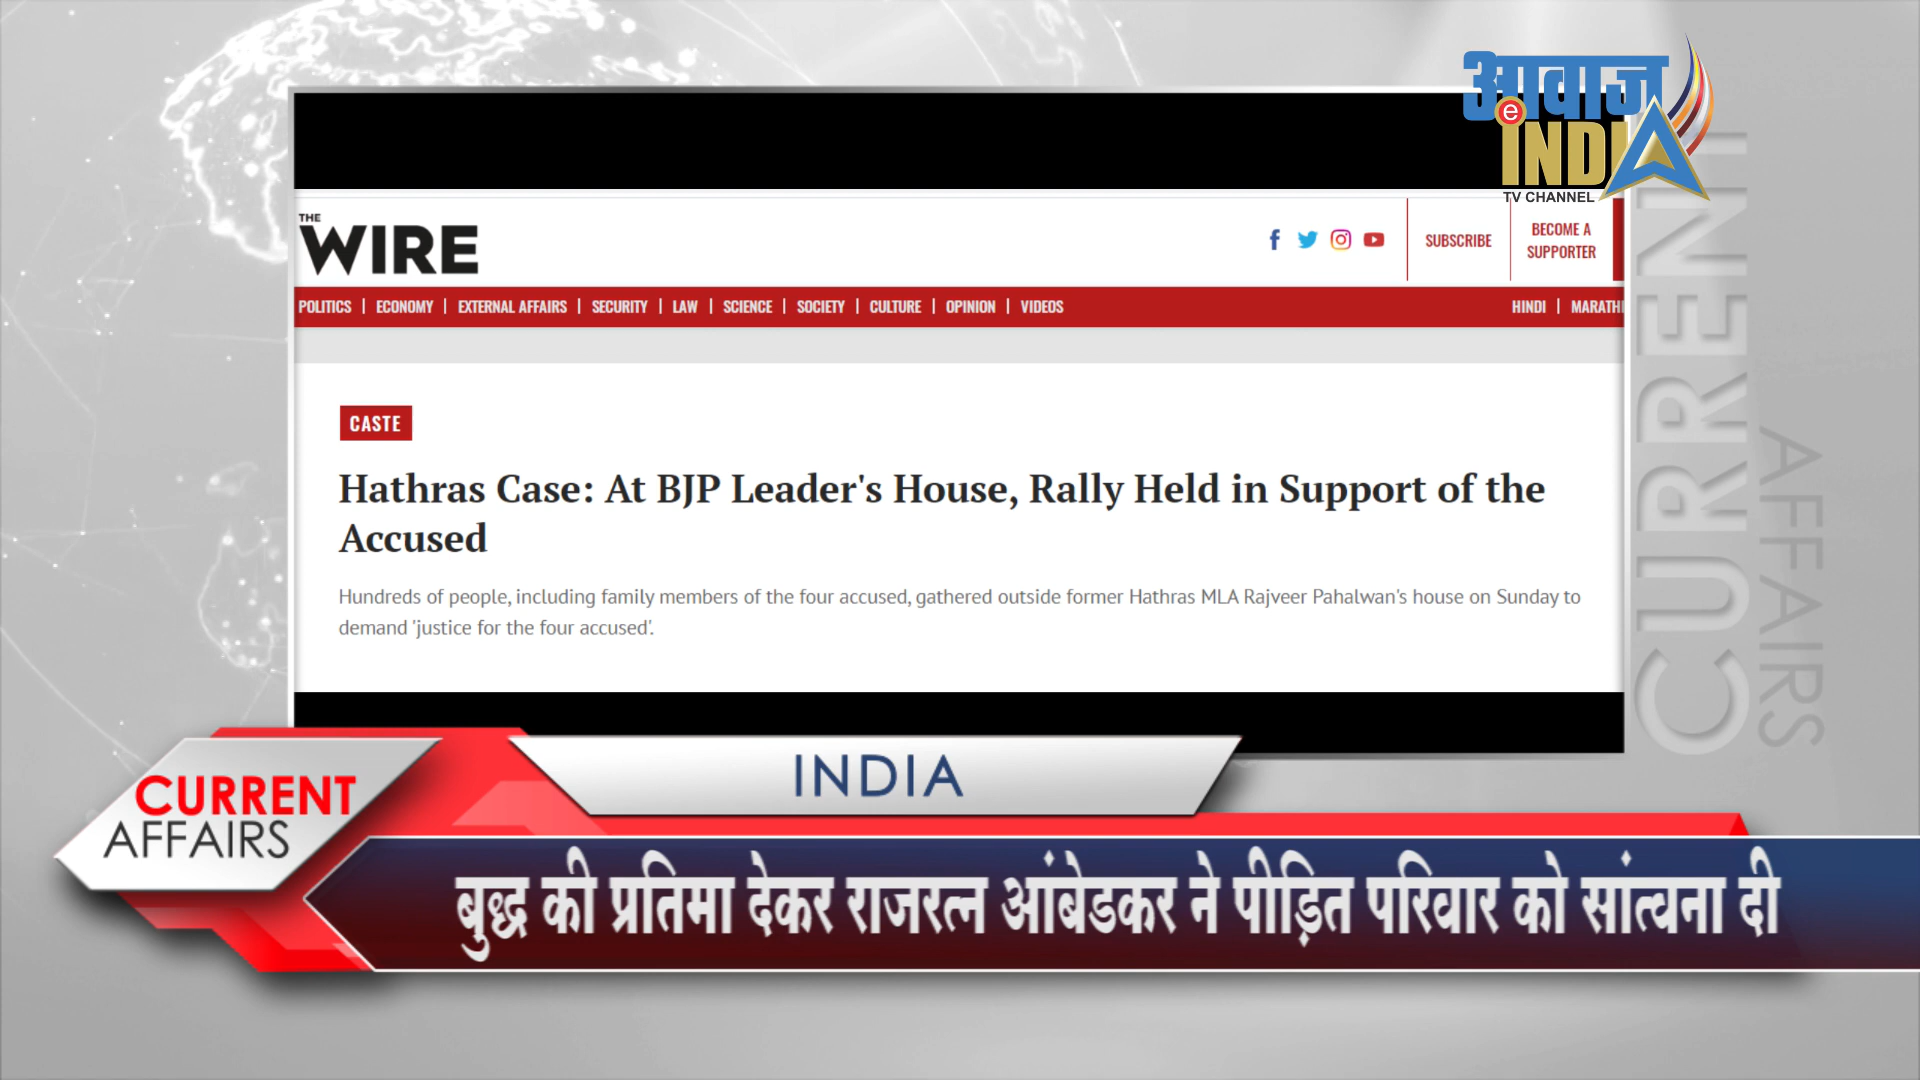 आवाज
e
INDIA
TV CHANNEL
THE
WIRE
SUBSCRIBE
BECOME A
SUPPORTER
POLITICS | ECONOMY | EXTERNAL AFFAIRS | SECURITY | LAW | SCIENCE | SOCIETY | CULTURE | OPINION | VIDEOS
HINDI | MARATHI
CASTE
Hathras Case: At BJP Leader's House, Rally Held in Support of the
Accused
Hundreds of people, including family members of the four accused, gathered outside former Hathras MLA Rajveer Pahalwan's house on Sunday to
demand 'justice for the four accused'.
CURRENT
AFFAIRS
INDIA
CURRENT
AFFAIRS
बुद्ध की प्रतिमा देकर राजरत्न आंबेडकर ने पीड़ित परिवार को सांत्वना दी